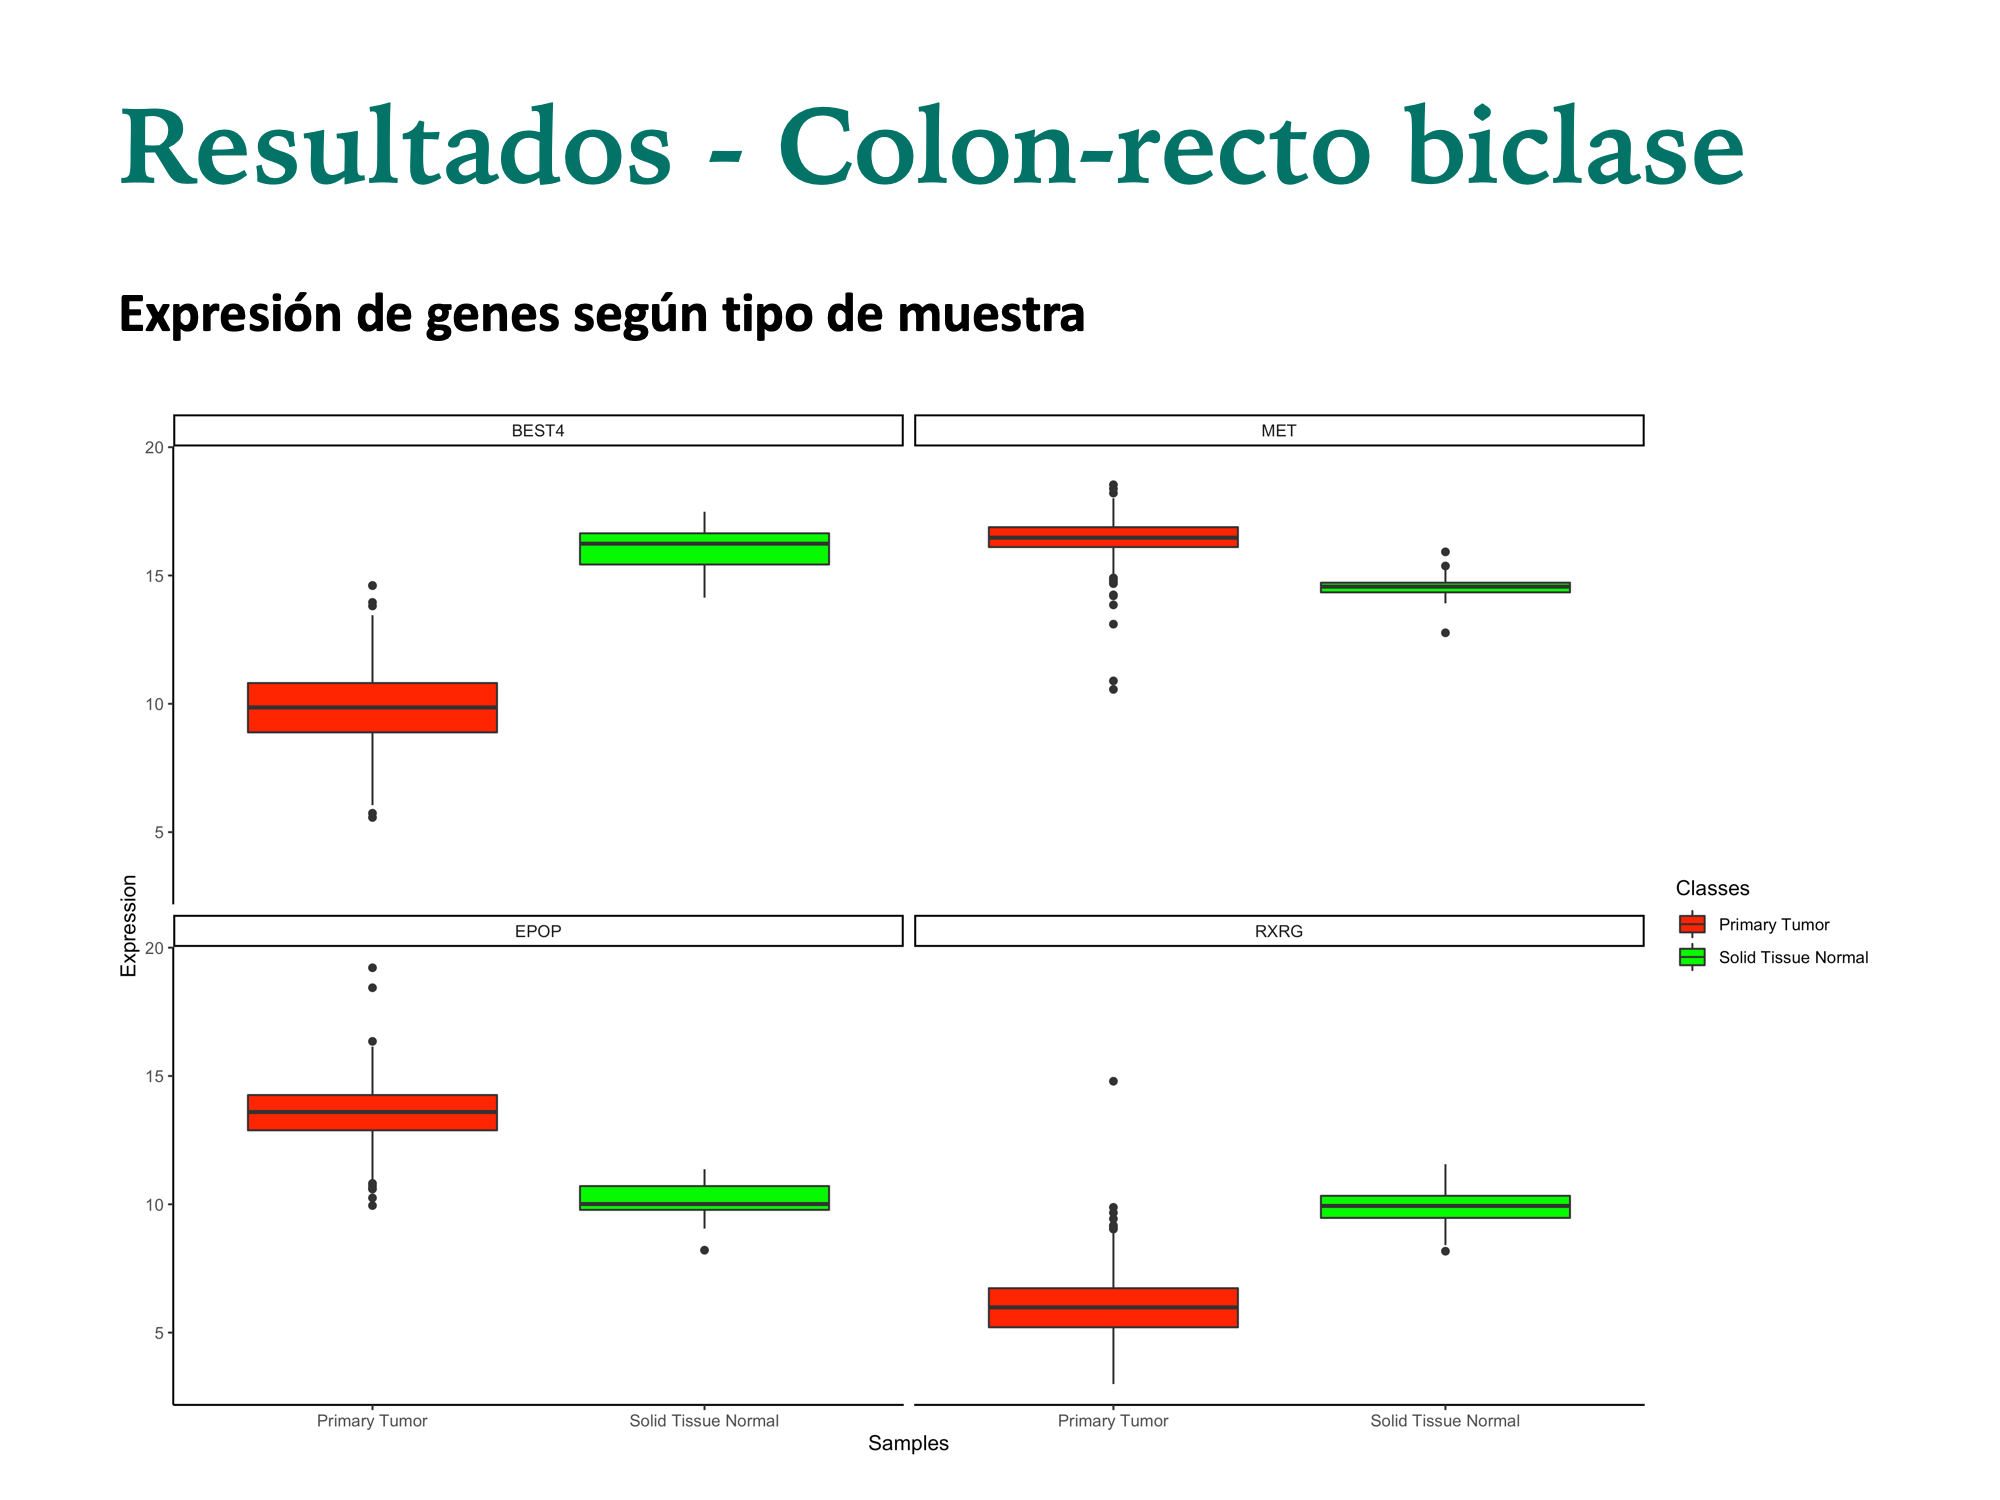 Resultados - Colon-recto biclase
Expresión de genes según tipo de muestra
BEST4
MET
20
15
10
5
Expression
EPOP
RXRG
20
15
10
5
Primary Tumor
Solid Tissue Normal
Primary Tumor
Solid Tissue Normal
Samples
Classes
Primary Tumor
Solid Tissue Normal